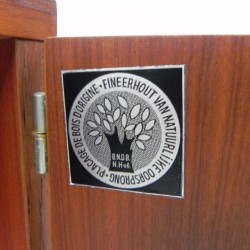 PLACAGE DE BOIS D'ORIGINE • FINEERHOUT VAN NATUURLIJKE OORSPRONG •
B.N.D.B.
N.H.v.б.